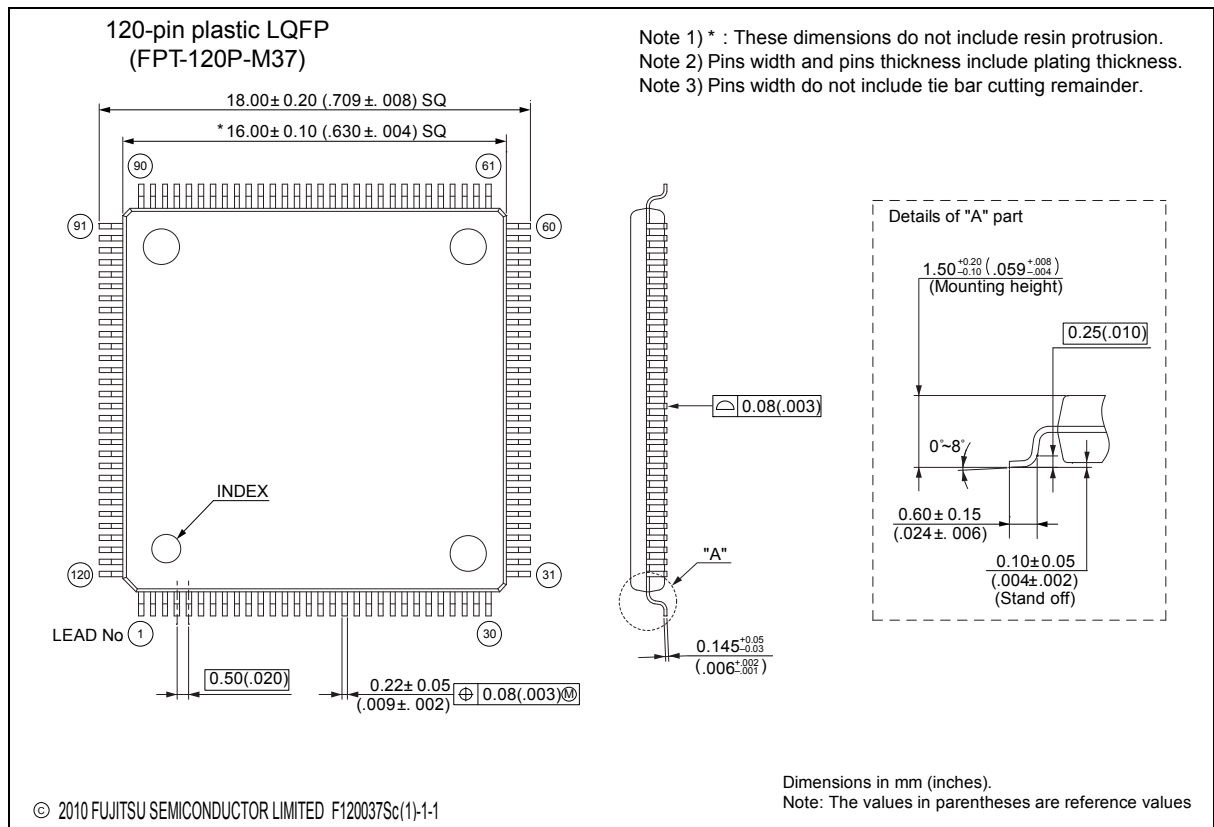 120-pin plastic LQFP
(FPT-120P-M37)
Note 1) * : These dimensions do not include resin protrusion.
Note 2) Pins width and pins thickness include plating thickness.
Note 3) Pins width do not include tie bar cutting remainder.
18.00± 0.20 (.709 ±. 008) SQ
*16.00± 0.10 (.630 ±. 004) SQ
90
61
91
60
INDEX
120
31
LEAD No
1
30
0.50(.020)
0.22± 0.05
(.009±. 002)
⌖ 0.08(.003)Ⓜ
⌓ 0.08(.003)
"A"
0.145 +0.05 –0.03
(.006 +.002 –.001)
Details of "A" part
1.50 +0.20 –0.10 (.059 +.008 –.004)
(Mounting height)
0.25(.010)
0°~8°
0.60± 0.15
(.024±. 006)
0.10±0.05
(.004±.002)
(Stand off)
© 2010 FUJITSU SEMICONDUCTOR LIMITED F120037Sc(1)-1-1
Dimensions in mm (inches).
Note: The values in parentheses are reference values